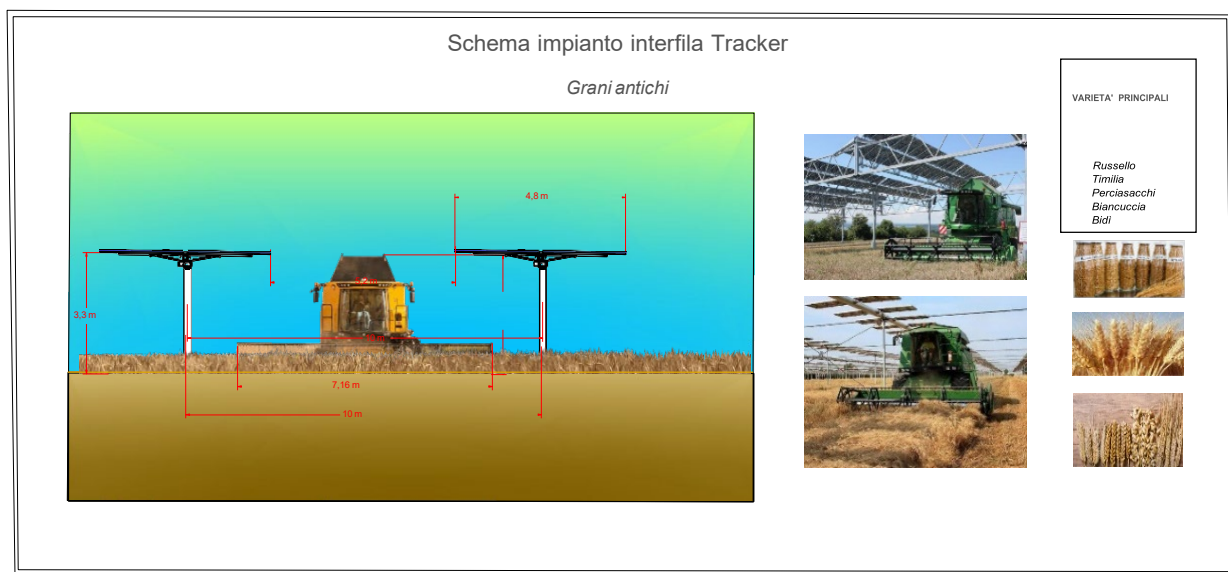 Schema impianto interfila Tracker
Grani antichi
VARIETA' PRINCIPALI
Russello
Timilia
Perciasacchi
Biancuccia
Bidi
4,8 m
3,3 m
7,16 m
10 m